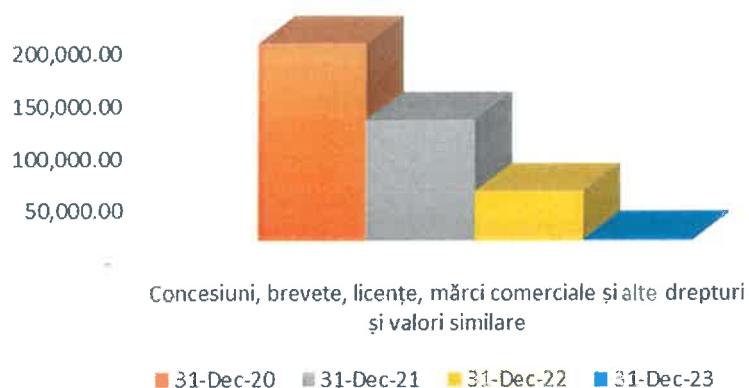 200,000.00
150,000.00
100,000.00
50,000.00
-
Concesiuni, brevete, licențe, mărci comerciale și alte drepturi
și valori similare
31-Dec-20 31-Dec-21 31-Dec-22 31-Dec-23